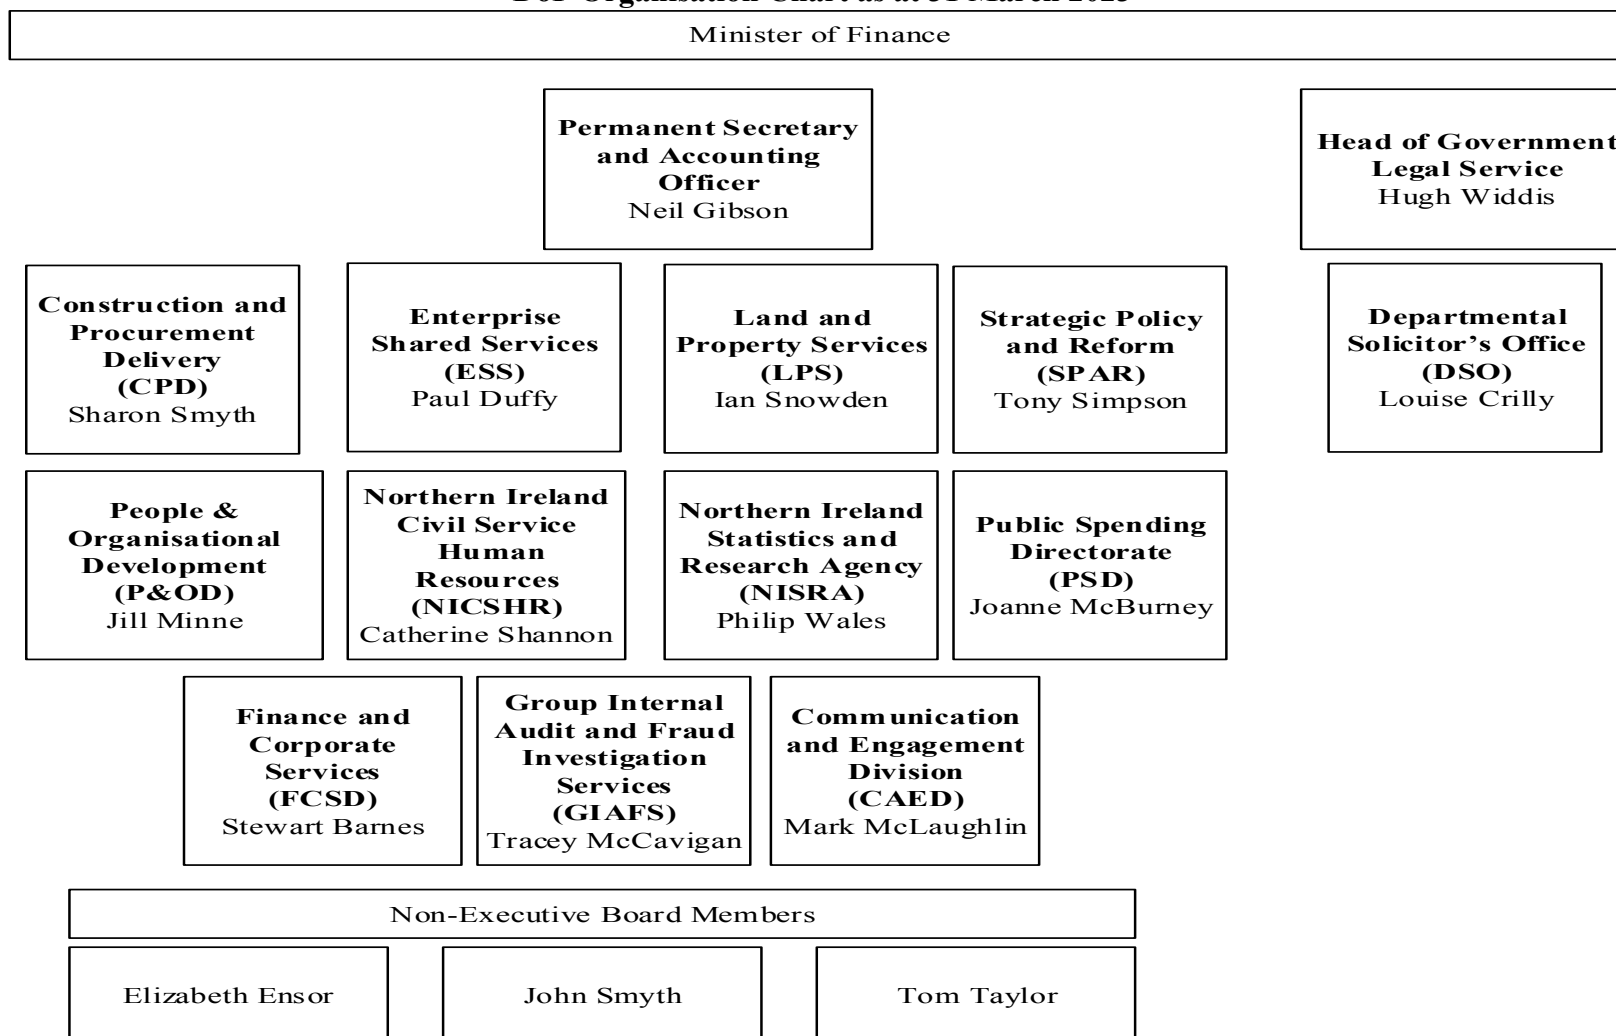 Organisation Chart as at 31 March
Minister of Finance
Permanent Secretary
and Accounting
Officer
Neil Gibson
Head of Government
Legal Service
Hugh Widdis
Construction and
Procurement
Delivery
(CPD)
Sharon Smyth
Enterprise
Shared Services
(ESS)
Paul Duffy
Land and
Property Services
(LPS)
Ian Snowden
Strategic Policy
and Reform
(SPAR)
Tony Simpson
Departmental
Solicitor’s Office
(DSO)
Louise Crilly
People &
Organisational
Development
(P&OD)
Jill Minne
Northern Ireland
Civil Service
Human
Resources
(NICSHR)
Catherine Shannon
Northern Ireland
Statistics and
Research Agency
(NISRA)
Philip Wales
Public Spending
Directorate
(PSD)
Joanne McBurney
Finance and
Corporate
Services
(FCSD)
Stewart Barnes
Group Internal
Audit and Fraud
Investigation
Services
(GIAFS)
Tracey McCavigan
Communication
and Engagement
Division
(CAED)
Mark McLaughlin
Non-Executive Board Members
Elizabeth Ensor
John Smyth
Tom Taylor